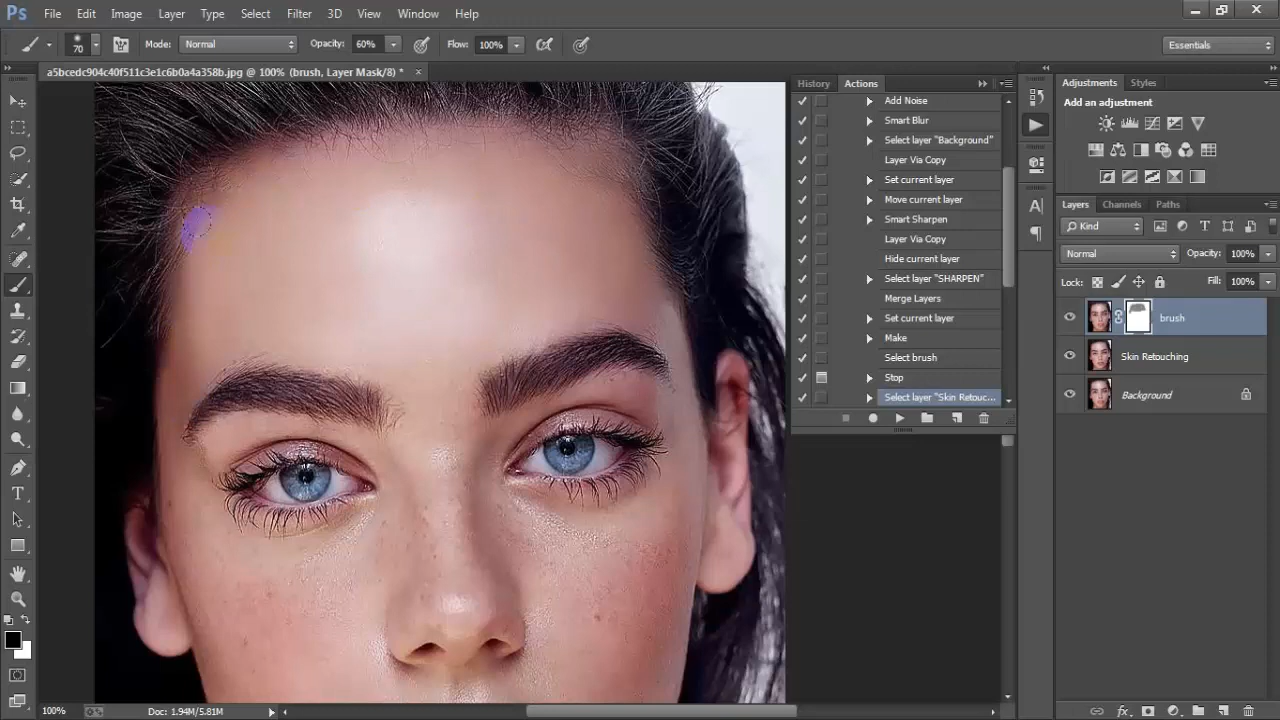 Ps File Edit Image Layer Type Select Filter 3D View Window Help
70 Mode: Normal Opacity: 60% Flow: 100% Essentials
a5bcedc904c40f511c3e1c6b0a4a358b.jpg @ 100% (brush, Layer Mask/8) *
History Actions
Add Noise
Smart Blur
Select layer "Background"
Layer Via Copy
Set current layer
Move current layer
Smart Sharpen
Layer Via Copy
Hide current layer
Select layer "SHARPEN"
Merge Layers
Set current layer
Make
Select brush
Stop
Select layer "Skin Retouc...
Adjustments Styles
Add an adjustment
Layers Channels Paths
Kind
Normal Opacity: 100%
Lock: Fill: 100%
brush
Skin Retouching
Background
100% Doc: 1.94M/5.81M